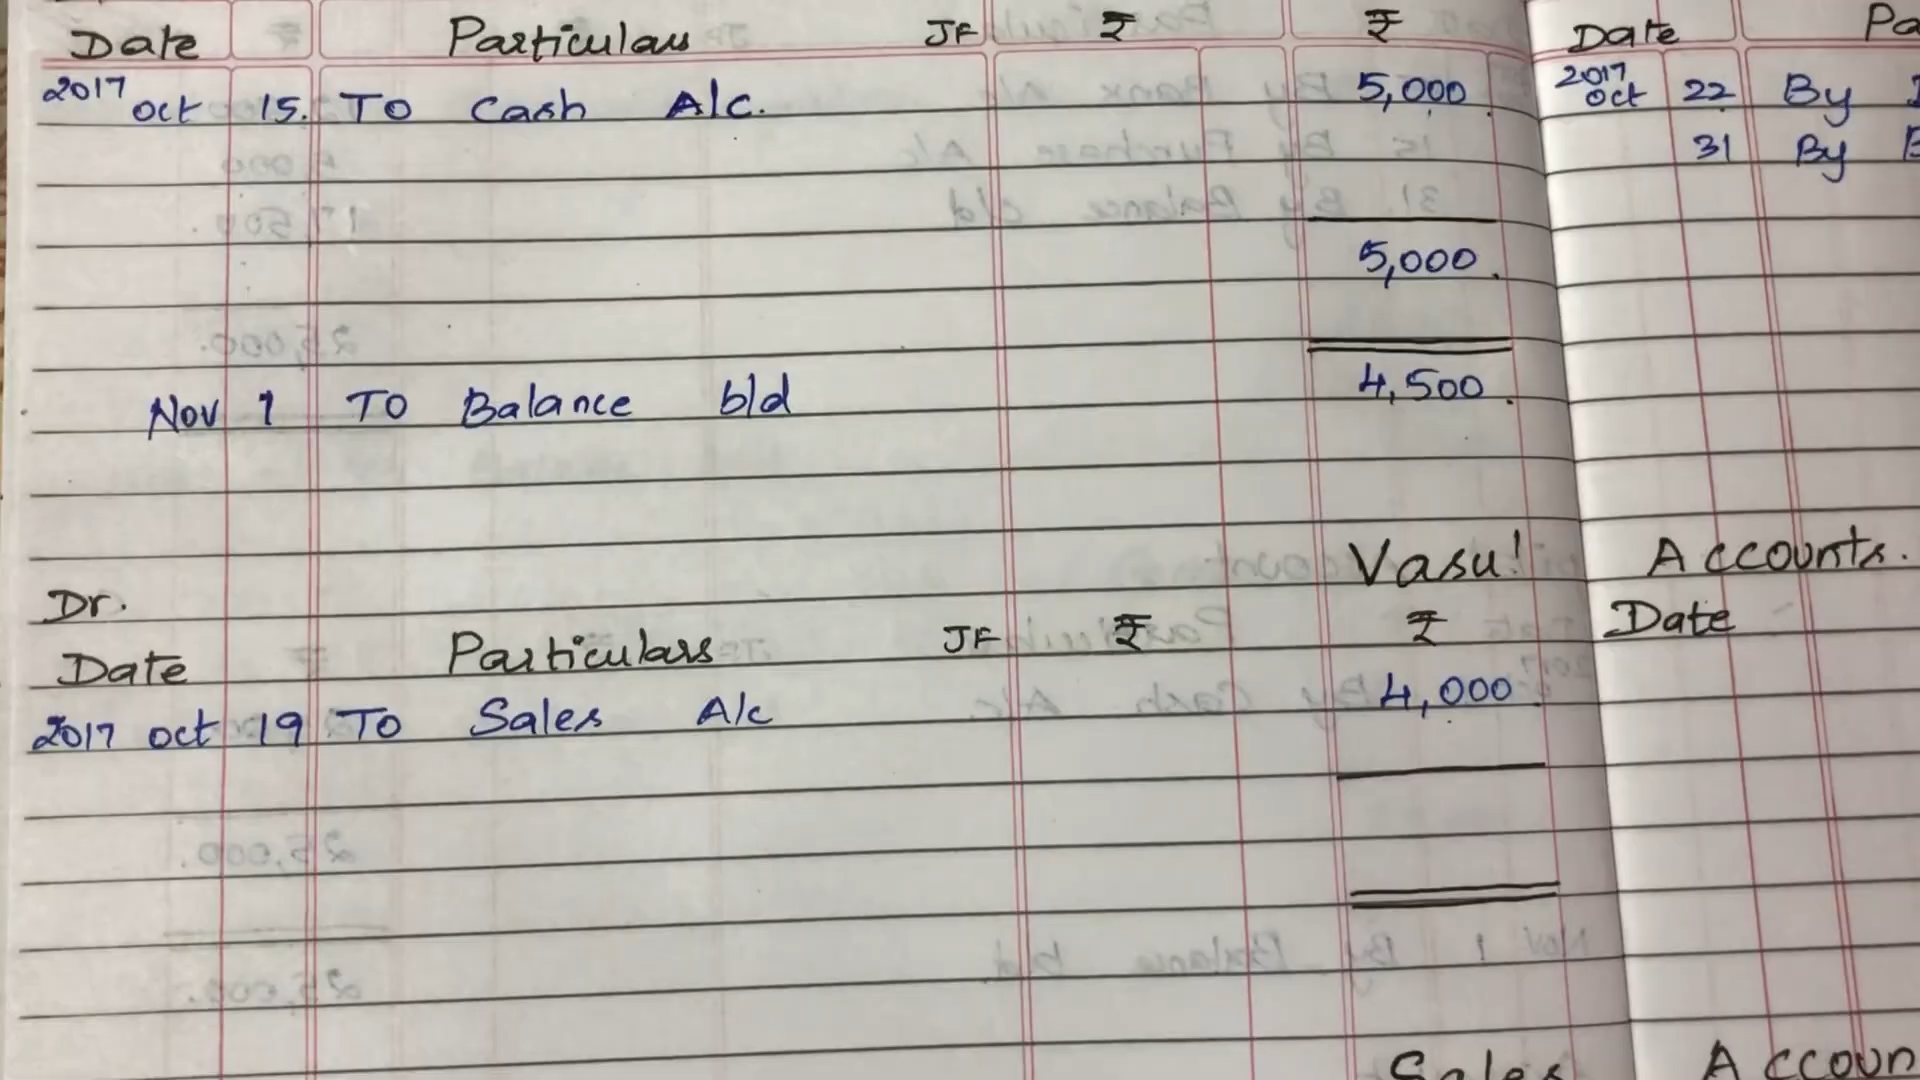 Date Particulars JF ₹ ₹ Date
2017 Oct 15. To Cash A/c. 5,000 2017 Oct 22 By
31 By
5,000
Nov 1 To Balance b/d 4,500
Vasu! Accounts.
Dr.
Date Particulars JF ₹ ₹ Date
2017 Oct 19 To Sales A/c 4,000
Sales Accoun